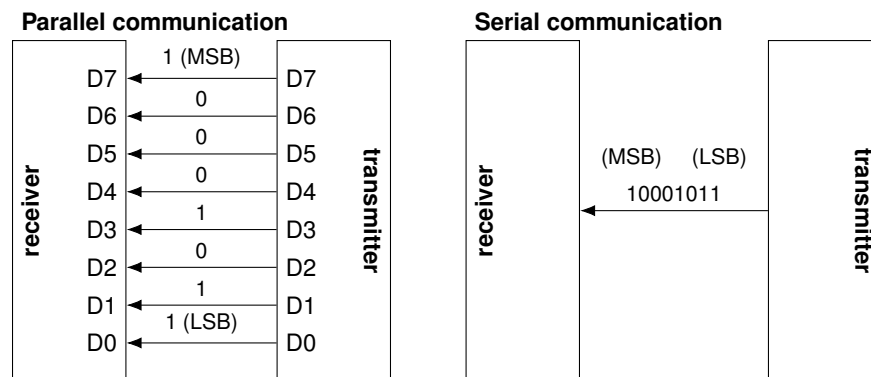 Parallel communication
1 (MSB)
D7 D7
0
D6 D6
0
D5 D5
0
D4 D4
1
D3 D3
0
D2 D2
1
D1 D1
1 (LSB)
D0 D0
receiver
transmitter
Serial communication
(MSB) (LSB)
10001011
receiver
transmitter